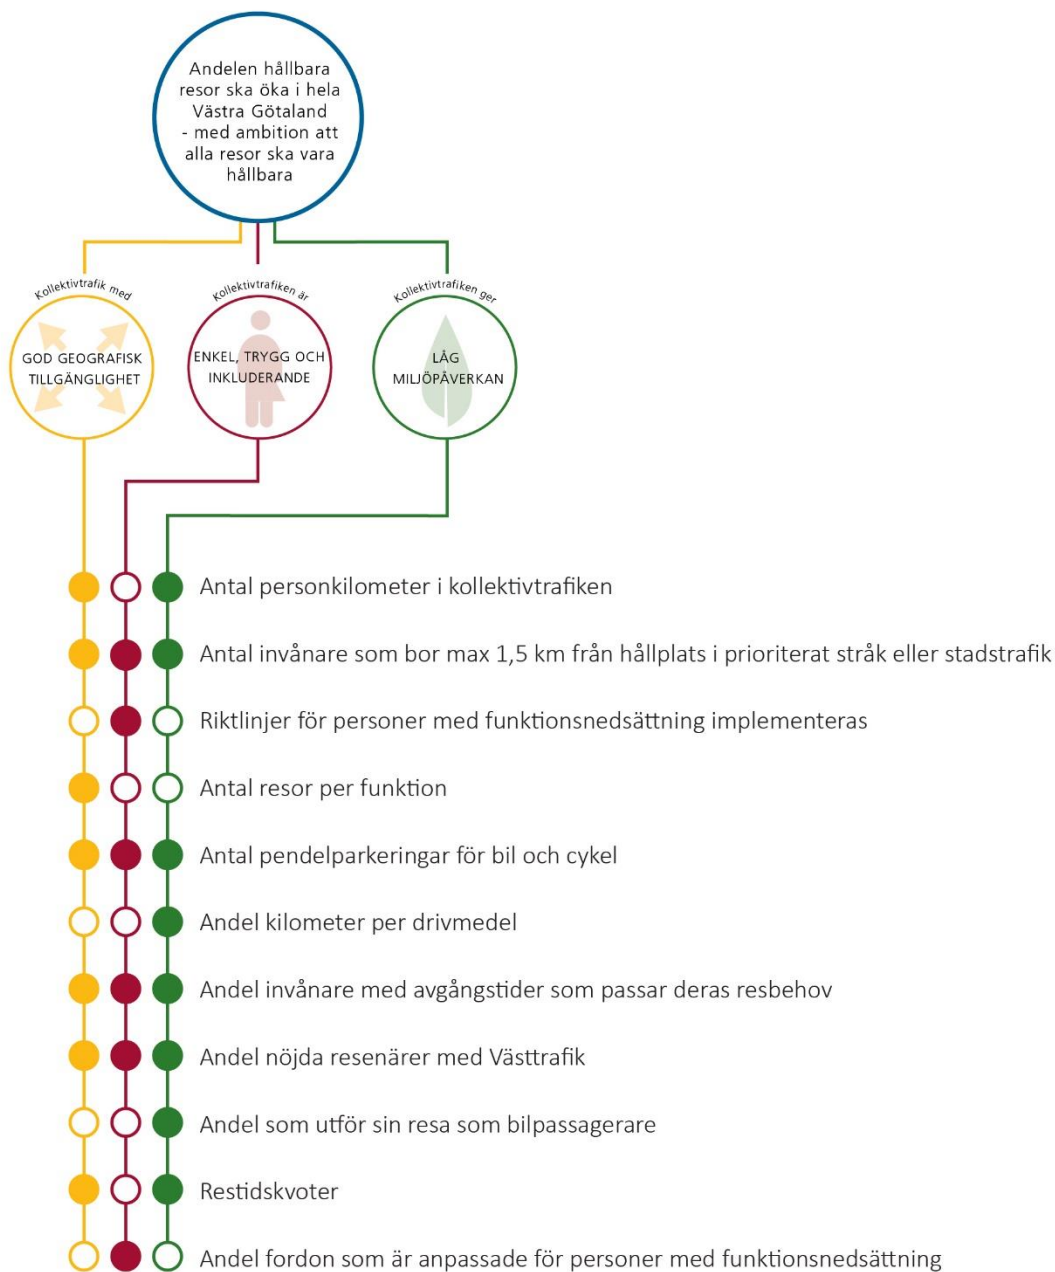 Andelen hållbara
resor ska öka i hela
Västra Götaland
- med ambition att
alla resor ska vara
hållbara
Kollektivtrafik med
GOD GEOGRAFISK
TILLGÄNGLIGHET
Kollektivtrafiken är
ENKEL, TRYGG OCH
INKLUDERANDE
Kollektivtrafiken ger
LÅG
MILJÖPÅVERKAN
Antal personkilometer i kollektivtrafiken
Antal invånare som bor max 1,5 km från hållplats i prioriterat stråk eller stadstrafik
Riktlinjer för personer med funktionsnedsättning implementeras
Antal resor per funktion
Antal pendelparkeringar för bil och cykel
Andel kilometer per drivmedel
Andel invånare med avgångstider som passar deras resbehov
Andel nöjda resenärer med Västtrafik
Andel som utför sin resa som bilpassagerare
Restidskvoter
Andel fordon som är anpassade för personer med funktionsnedsättning